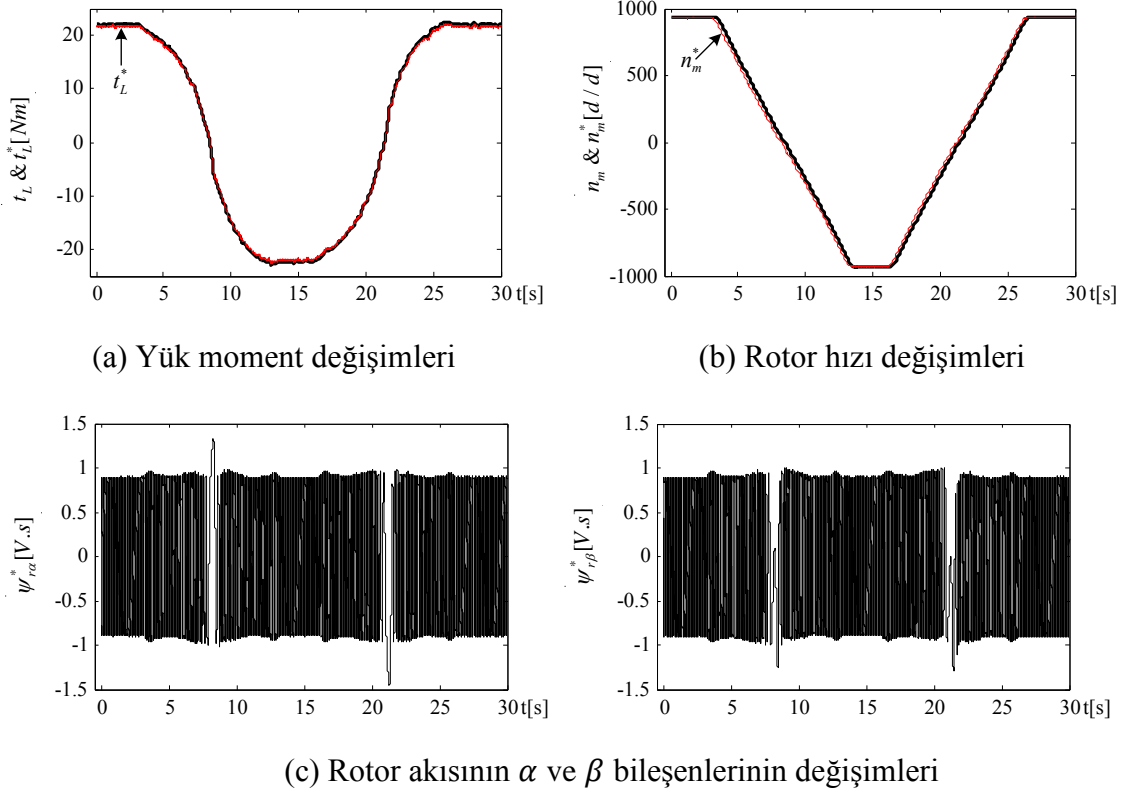 20
10
0
-10
-20
t_L & t_L^* [Nm]
t_L^*
0 5 10 15 20 25 30 t[s]
(a) Yük moment değişimleri
1000
500
0
-500
-1000
n_m & n_m^* [d / d]
n_m^*
0 5 10 15 20 25 30 t[s]
(b) Rotor hızı değişimleri
1.5
1
0.5
0
-0.5
-1
-1.5
ψ_{rα}^* [V.s]
0 5 10 15 20 25 30 t[s]
1.5
1
0.5
0
-0.5
-1
-1.5
ψ_{rβ}^* [V.s]
0 5 10 15 20 25 30 t[s]
(c) Rotor akısının α ve β bileşenlerinin değişimleri